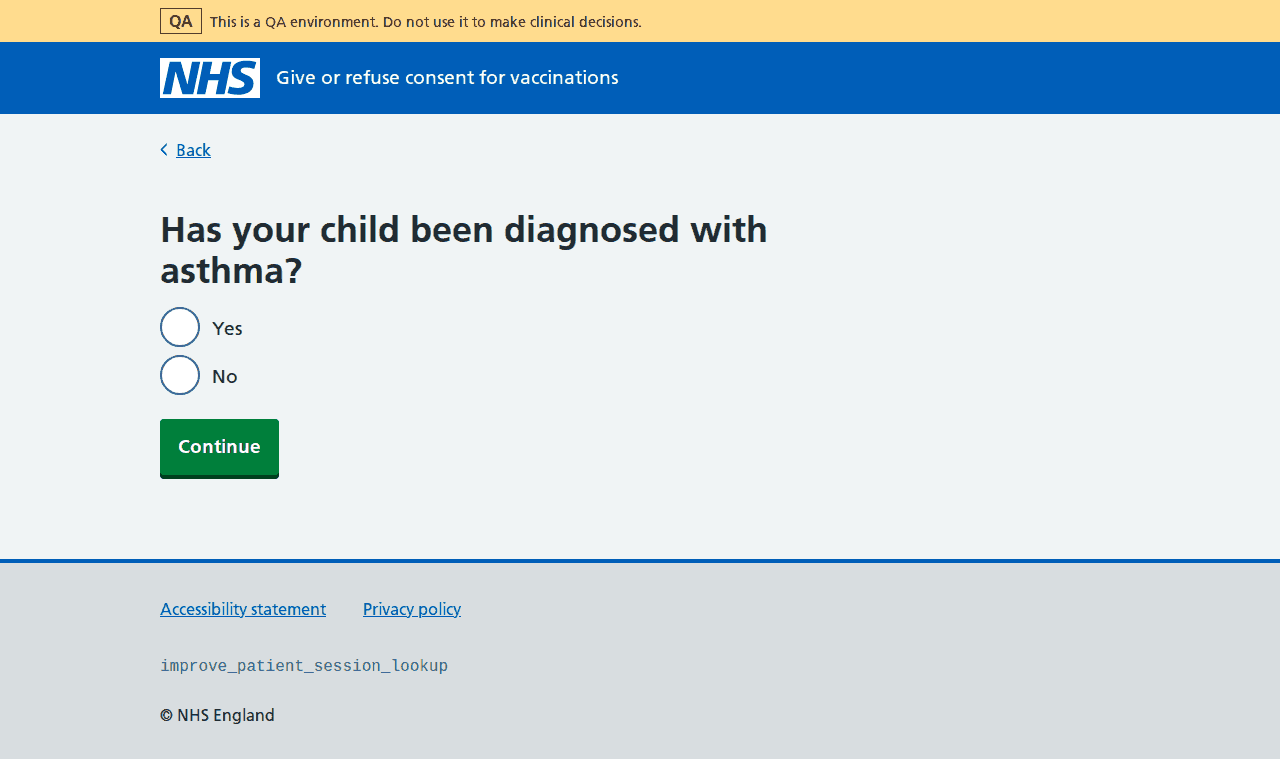 QA This is a QA environment. Do not use it to make clinical decisions.
NHS Give or refuse consent for vaccinations
Back
Has your child been diagnosed with
asthma?
Yes
No
Continue
Accessibility statement Privacy policy
improve_patient_session_lookup
© NHS England